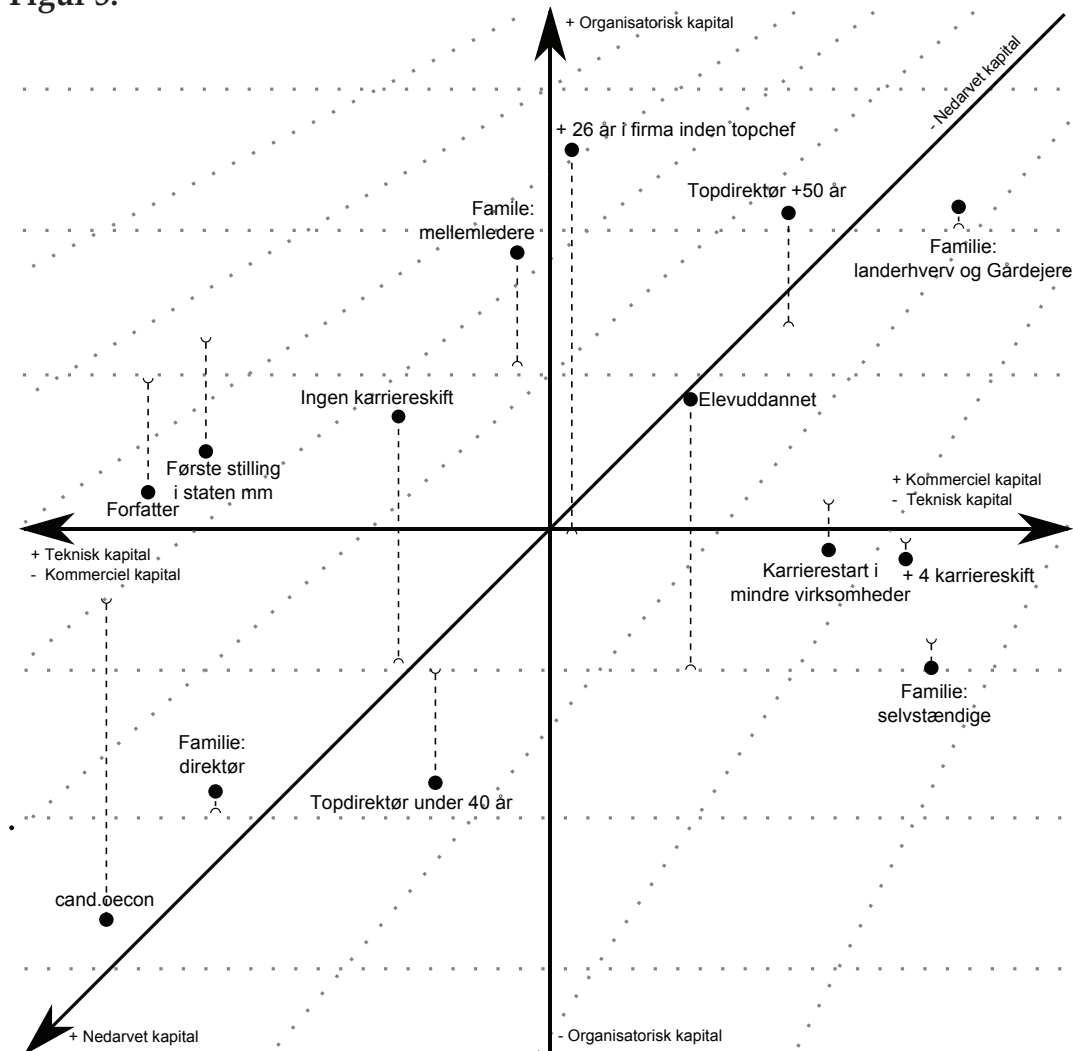 Figur 3.
+ Organisatorisk kapital
- Nedarvet kapital
+ 26 år i firma inden topchef
Topdirektør +50 år
Famile:
mellemledere
Familie:
landerhverv og Gårdejere
Ingen karriereskift
Elevuddannet
Første stilling
i staten mm
Forfatter
+ Kommerciel kapital
- Teknisk kapital
+ Teknisk kapital
- Kommerciel kapital
Karrierestart i
mindre virksomheder
+ 4 karriereskift
Familie:
selvstændige
Familie:
direktør
Topdirektør under 40 år
cand.oecon
+ Nedarvet kapital
- Organisatorisk kapital